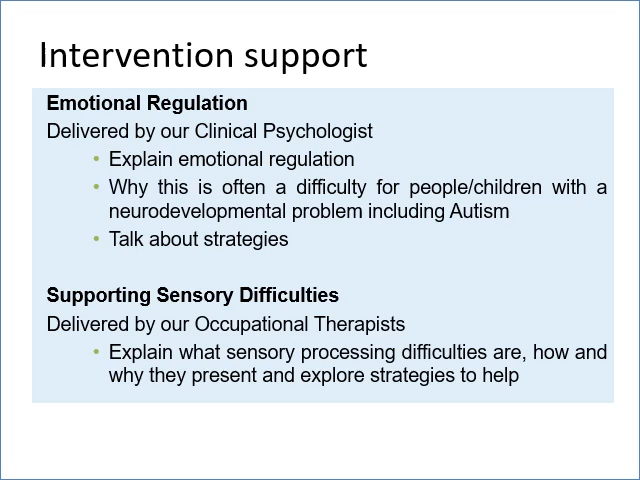 Intervention support
Emotional Regulation
Delivered by our Clinical Psychologist
• Explain emotional regulation
• Why this is often a difficulty for people/children with a
neurodevelopmental problem including Autism
• Talk about strategies
Supporting Sensory Difficulties
Delivered by our Occupational Therapists
• Explain what sensory processing difficulties are, how and
why they present and explore strategies to help